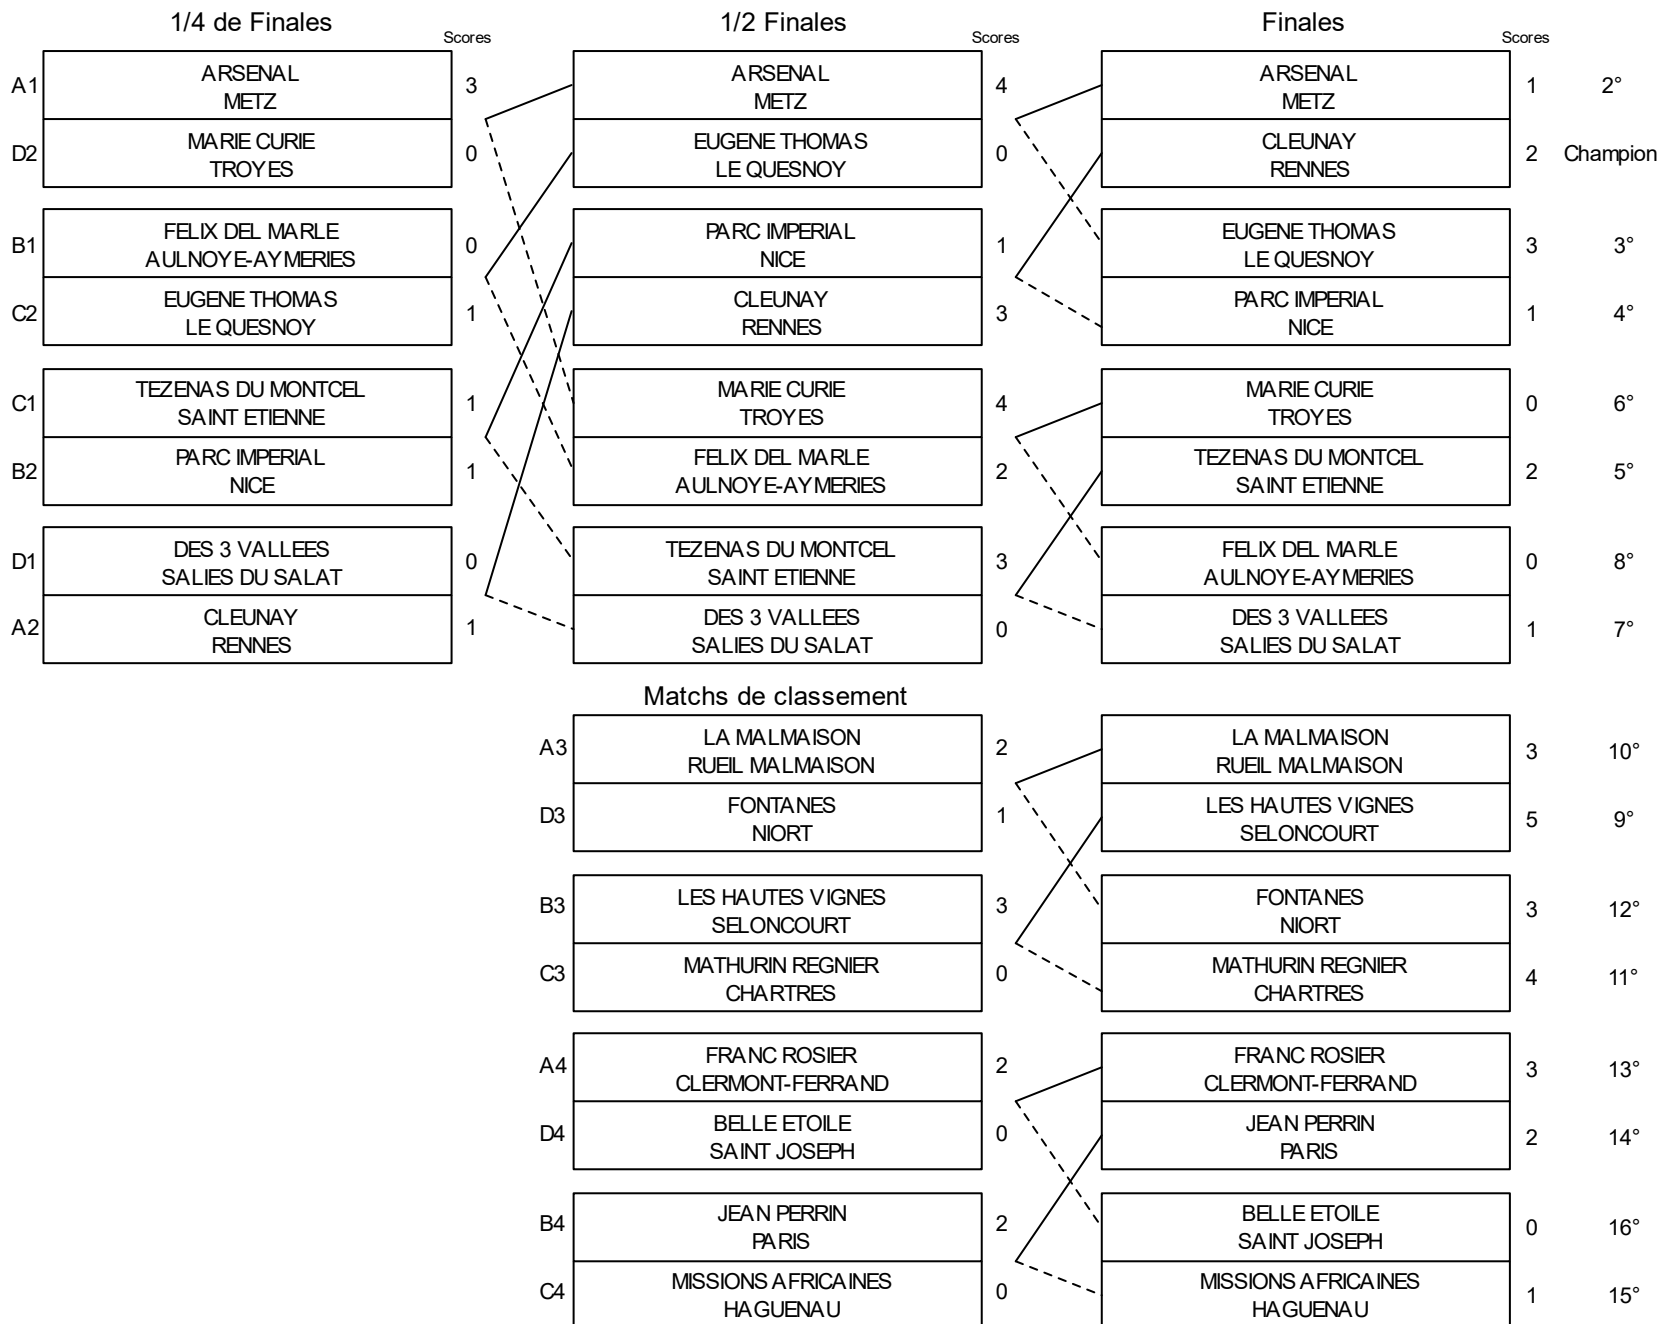 1/4 de Finales
Scores
1/2 Finales
Scores
Finales
Scores
A1
ARSENAL
METZ
3
D2
MARIE CURIE
TROYES
0
B1
FELIX DEL MARLE
AULNOYE-AYMERIES
0
C2
EUGENE THOMAS
LE QUESNOY
1
C1
TEZENAS DU MONTCEL
SAINT ETIENNE
1
B2
PARC IMPERIAL
NICE
1
D1
DES 3 VALLEES
SALIES DU SALAT
0
A2
CLEUNAY
RENNES
1
ARSENAL
METZ
4
EUGENE THOMAS
LE QUESNOY
0
PARC IMPERIAL
NICE
1
CLEUNAY
RENNES
3
MARIE CURIE
TROYES
4
FELIX DEL MARLE
AULNOYE-AYMERIES
2
TEZENAS DU MONTCEL
SAINT ETIENNE
3
DES 3 VALLEES
SALIES DU SALAT
0
ARSENAL
METZ
1 2°
CLEUNAY
RENNES
2 Champion
EUGENE THOMAS
LE QUESNOY
3 3°
PARC IMPERIAL
NICE
1 4°
MARIE CURIE
TROYES
0 6°
TEZENAS DU MONTCEL
SAINT ETIENNE
2 5°
FELIX DEL MARLE
AULNOYE-AYMERIES
0 8°
DES 3 VALLEES
SALIES DU SALAT
1 7°
Matchs de classement
A3
LA MALMAISON
RUEIL MALMAISON
2
D3
FONTANES
NIORT
1
B3
LES HAUTES VIGNES
SELONCOURT
3
C3
MATHURIN REGNIER
CHARTRES
0
A4
FRANC ROSIER
CLERMONT-FERRAND
2
D4
BELLE ETOILE
SAINT JOSEPH
0
B4
JEAN PERRIN
PARIS
2
C4
MISSIONS AFRICAINES
HAGUENAU
0
LA MALMAISON
RUEIL MALMAISON
3 10°
LES HAUTES VIGNES
SELONCOURT
5 9°
FONTANES
NIORT
3 12°
MATHURIN REGNIER
CHARTRES
4 11°
FRANC ROSIER
CLERMONT-FERRAND
3 13°
JEAN PERRIN
PARIS
2 14°
BELLE ETOILE
SAINT JOSEPH
0 16°
MISSIONS AFRICAINES
HAGUENAU
1 15°